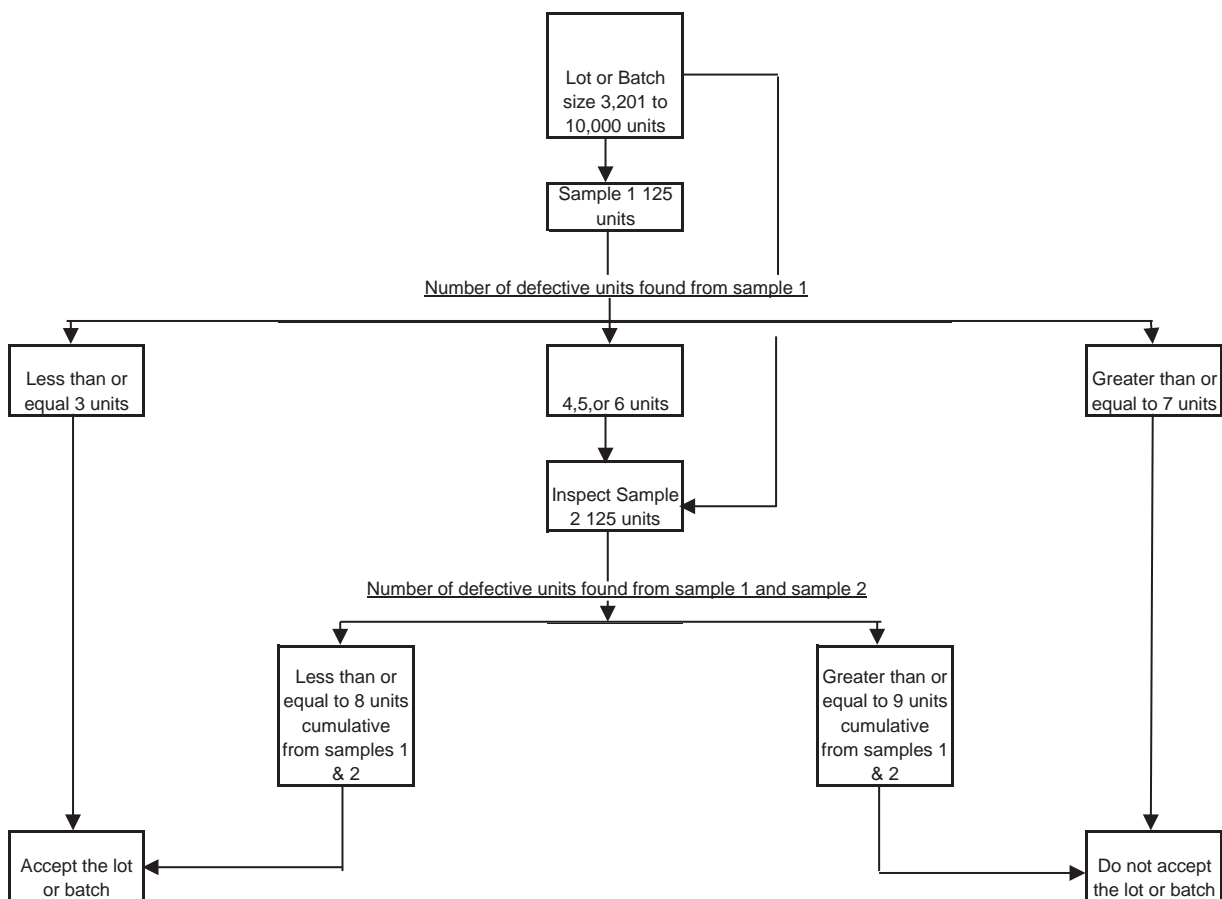 Lot or Batch
size 3,201 to
10,000 units
Sample 1 125
units
Number of defective units found from sample 1
Less than or
equal 3 units
4,5,or 6 units
Greater than or
equal to 7 units
Inspect Sample
2 125 units
Number of defective units found from sample 1 and sample 2
Less than or
equal to 8 units
cumulative
from samples 1
& 2
Greater than or
equal to 9 units
cumulative
from samples 1
& 2
Accept the lot
or batch
Do not accept
the lot or batch